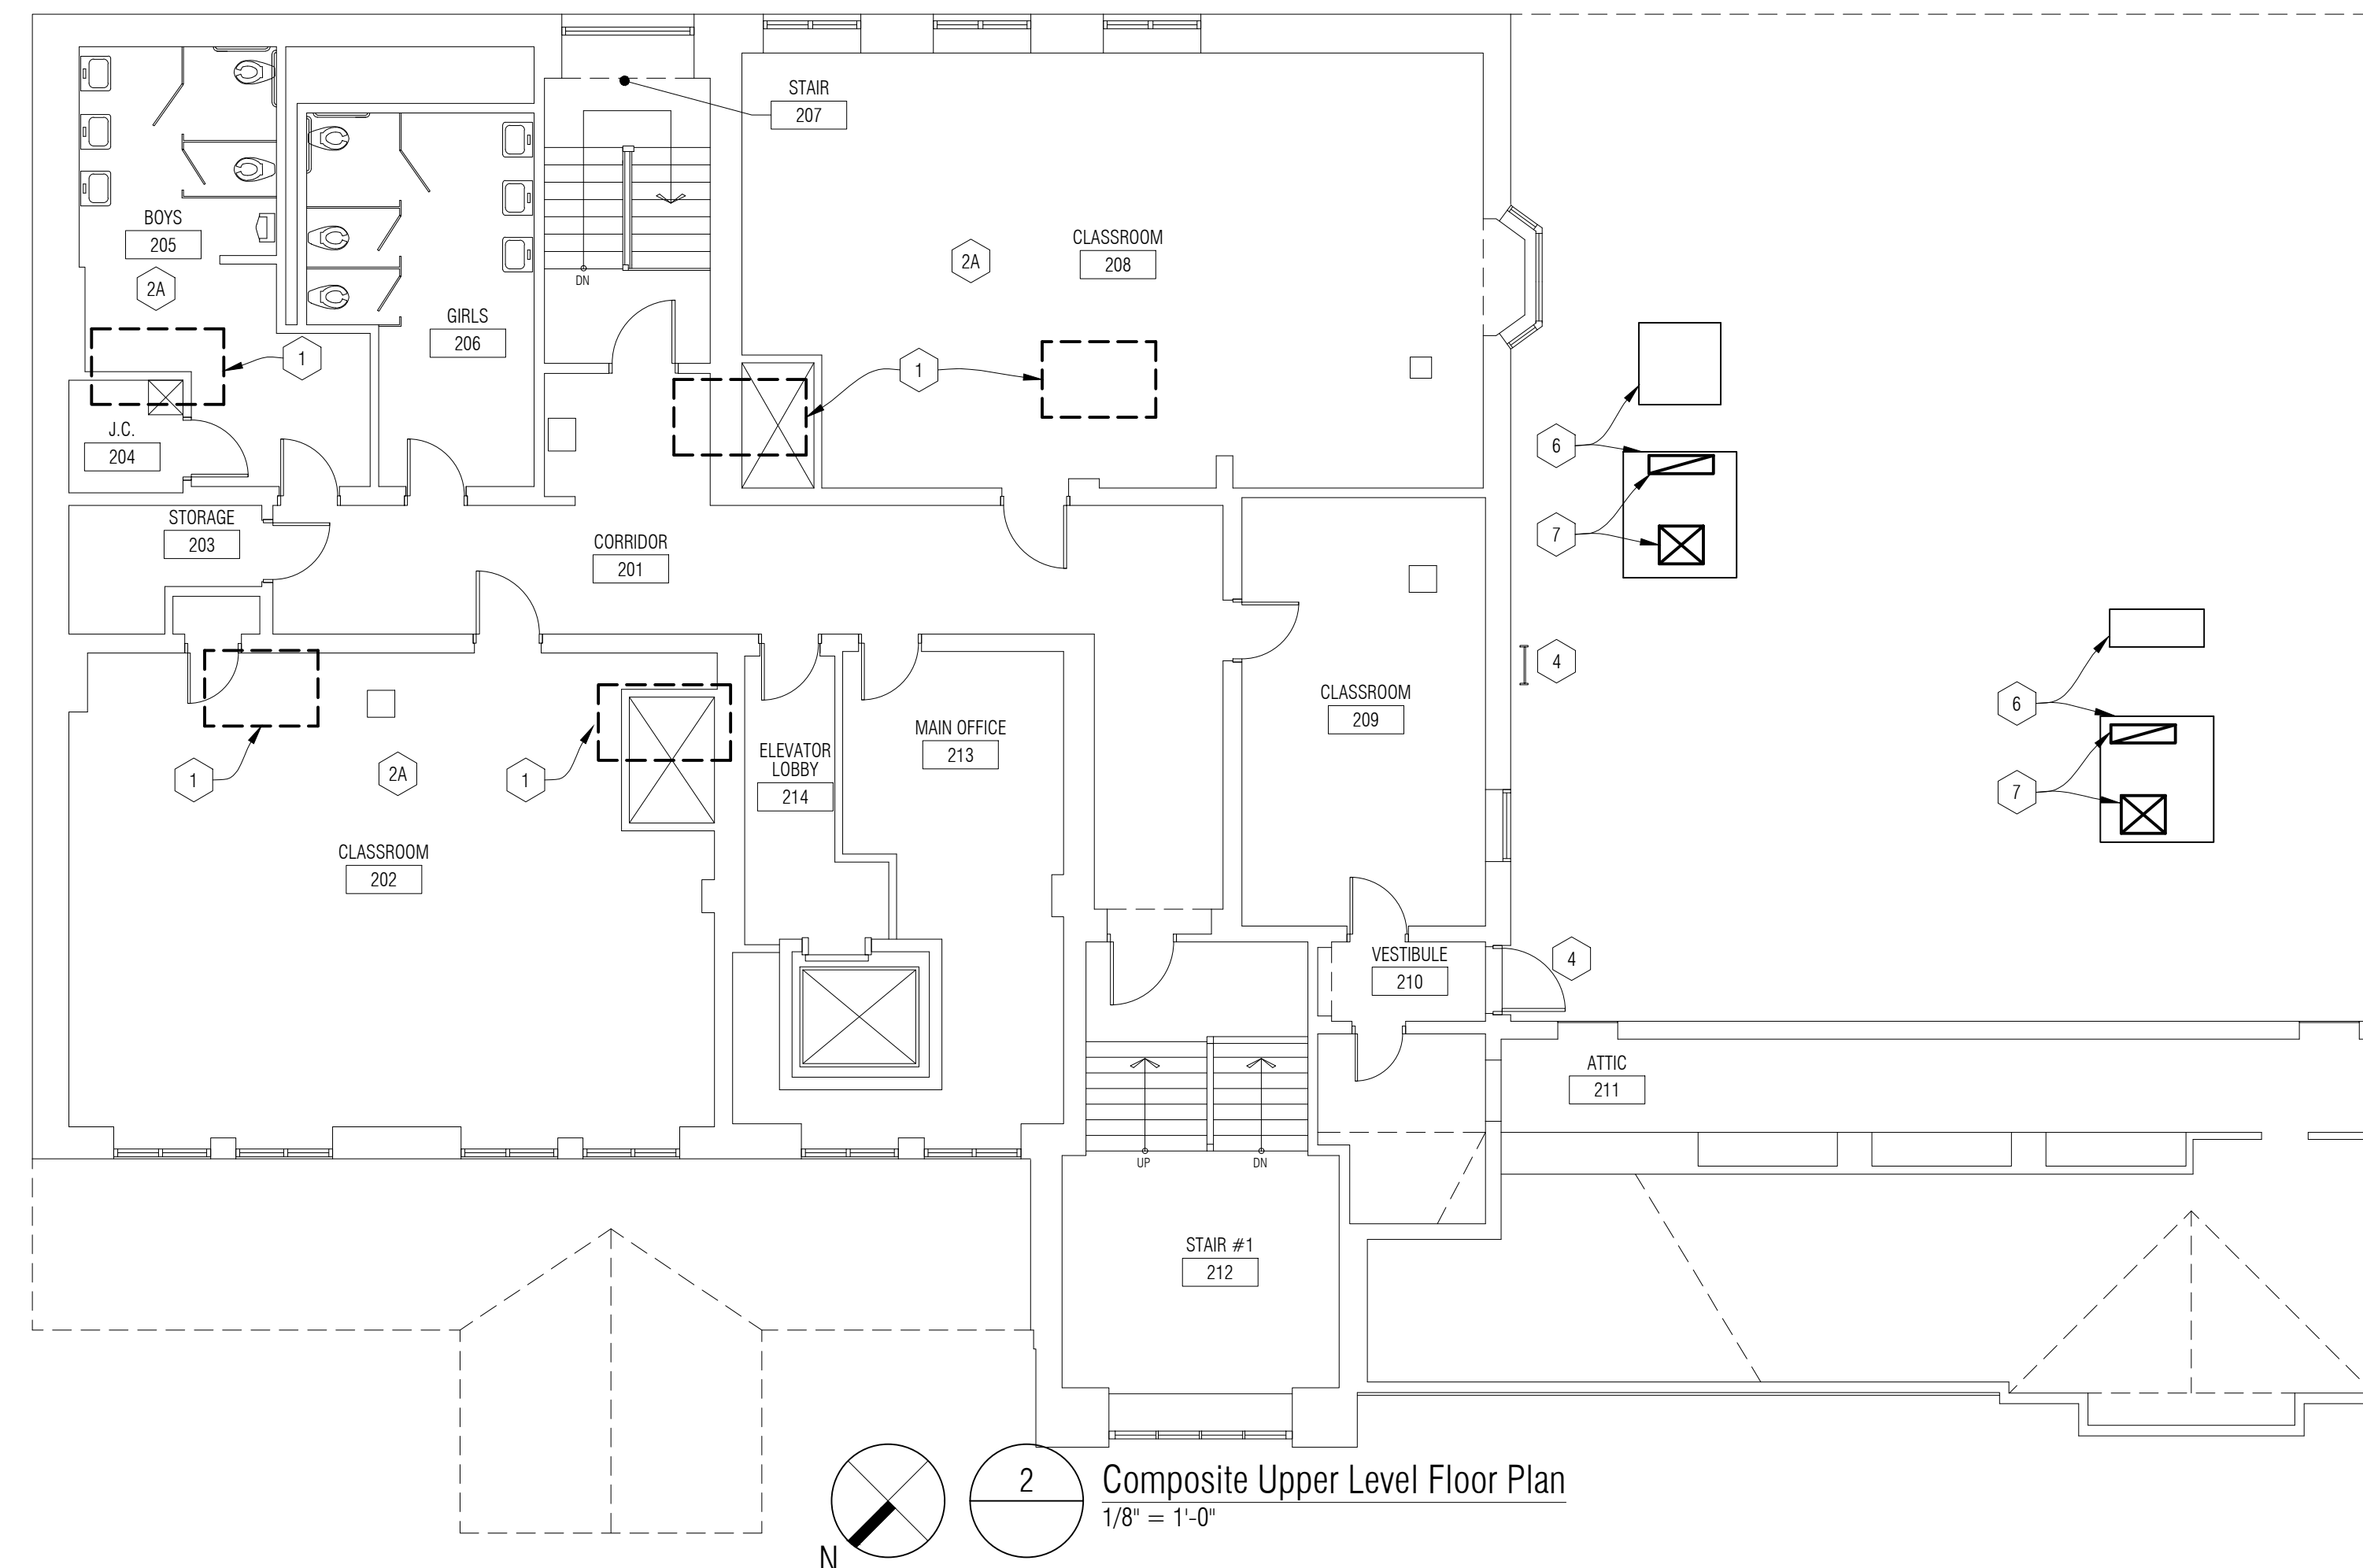 STAIR
207
BOYS
205
2A
2A
CLASSROOM
208
DN
GIRLS
206
1
1
6
J.C.
204
7
STORAGE
203
CORRIDOR
201
4
CLASSROOM
209
6
MAIN OFFICE
213
ELEVATOR
LOBBY
214
1
2A
1
7
CLASSROOM
202
VESTIBULE
210
4
ATTIC
211
UP
DN
STAIR #1
212
2
Composite Upper Level Floor Plan
1/8" = 1'-0"
N